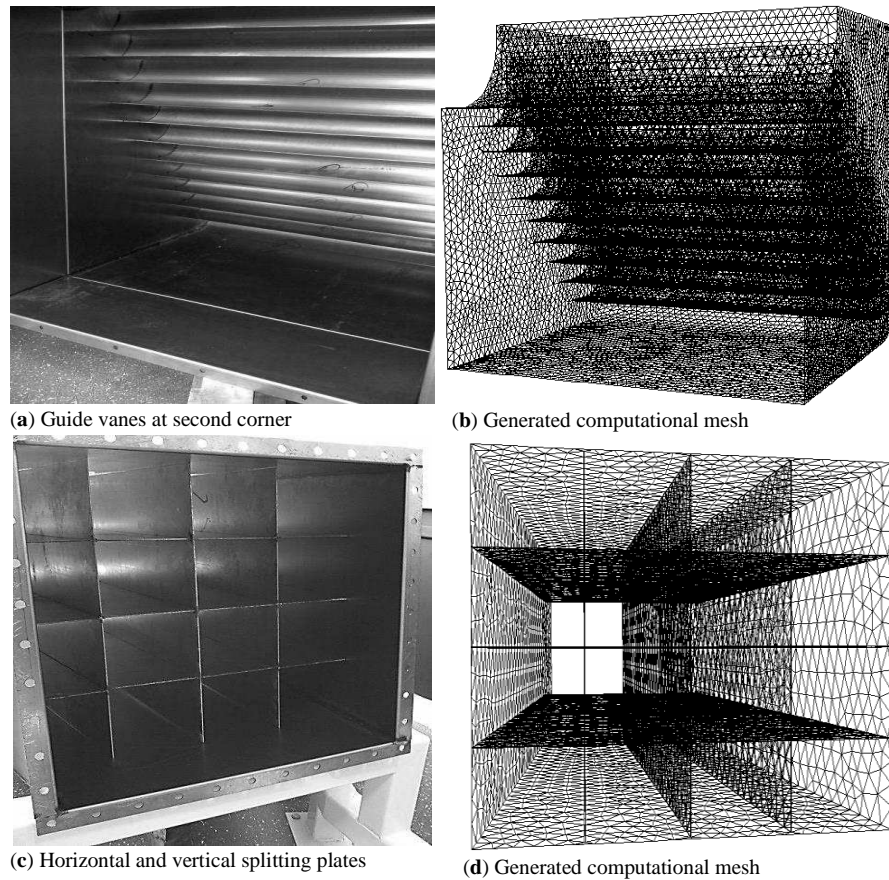 (a) Guide vanes at second corner
(b) Generated computational mesh
(c) Horizontal and vertical splitting plates
(d) Generated computational mesh